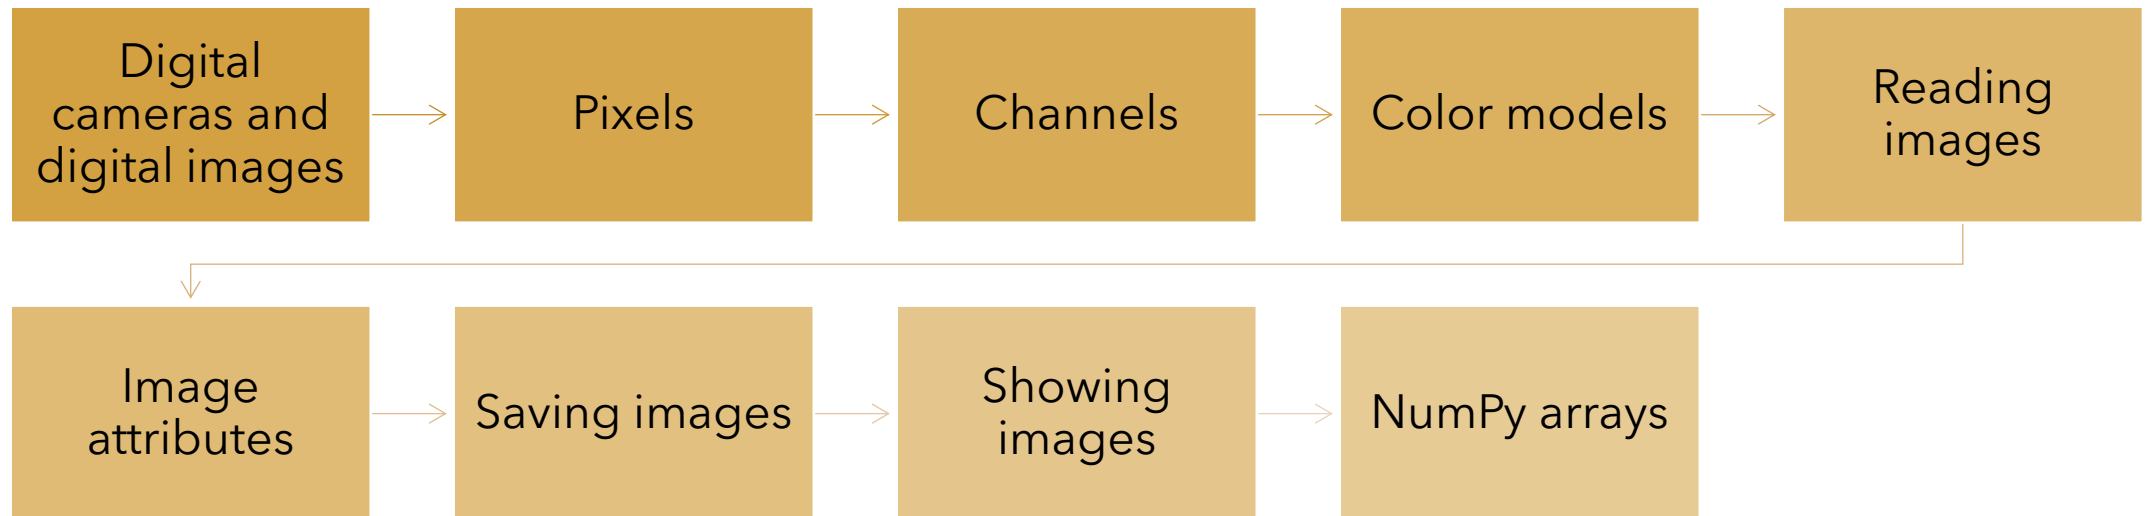 Digital
cameras and
digital images
Pixels
Channels
Color models
Reading
images
Image
attributes
Saving images
Showing
images
NumPy arrays